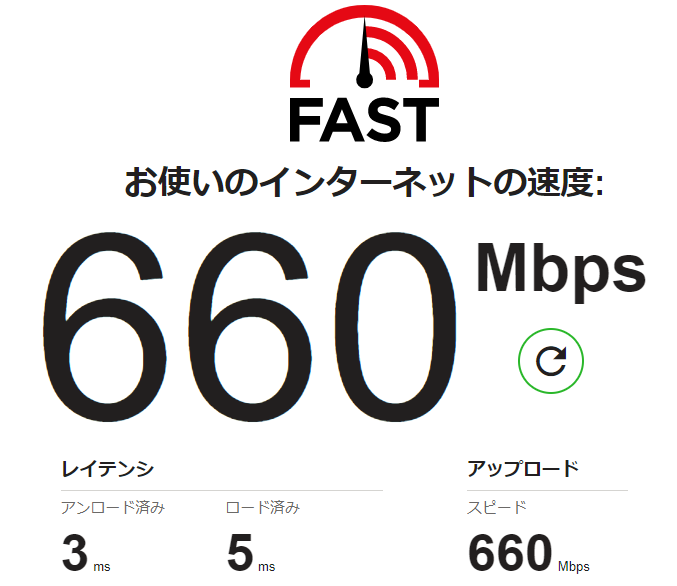 FAST
お使いのインターネットの速度:
660 Mbps
レイテンシ
アンロード済み ロード済み
3 ms 5 ms
アップロード
スピード
660 Mbps